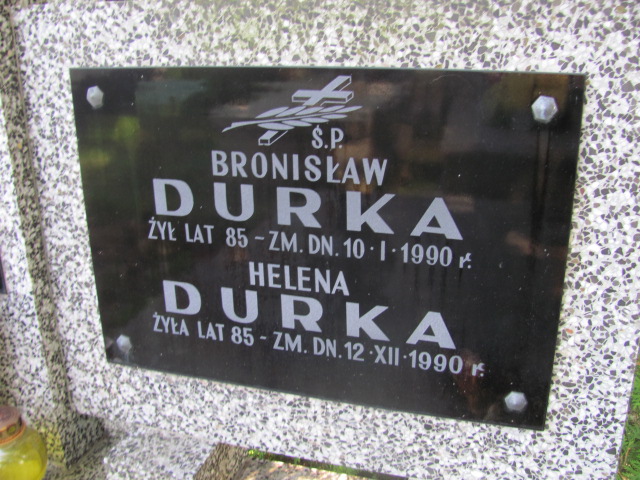 Ś.P.
BRONISŁAW
DURKA
ŻYŁ LAT 85 - ZM. DN. 10·I·1990 r.
HELENA
DURKA
ŻYŁA LAT 85 - ZM. DN. 12·XII·1990 r.